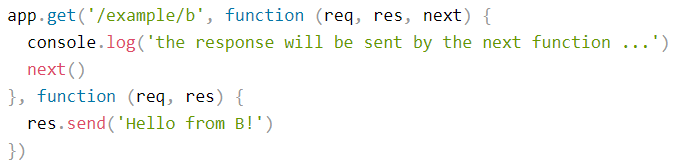 app.get('/example/b', function (req, res, next) {
  console.log('the response will be sent by the next function ...')
  next()
}, function (req, res) {
  res.send('Hello from B!')
})